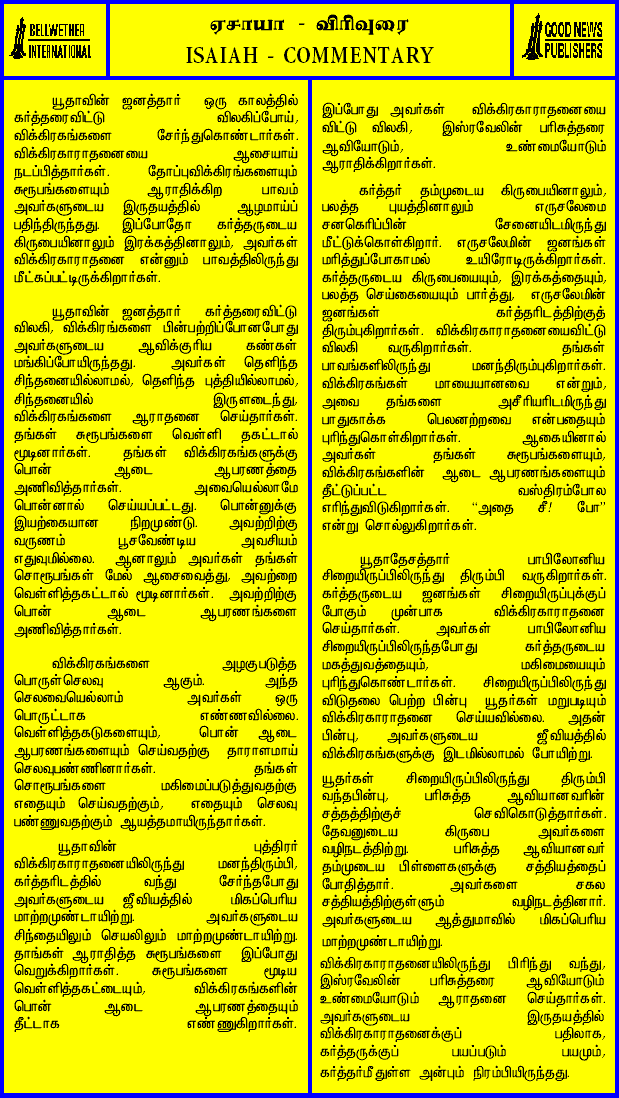 BELLWETHER
INTERNATIONAL
ஏசாயா - விரிவுரை
ISAIAH - COMMENTARY
GOOD NEWS
PUBLISHERS
யூதாவின் ஜனத்தார் ஒரு காலத்தில்
கர்த்தரைவிட்டு விலகிப்போய்,
விக்கிரகங்களை சேர்ந்துகொண்டார்கள்.
விக்கிரகாராதனையை ஆசையாய்
நடப்பித்தார்கள். தோப்புவிக்கிரகங்களையும்
சுரூபங்களையும் ஆராதிக்கிற பாவம்
அவர்களுடைய இருதயத்தில் ஆழமாய்ப்
பதிந்திருந்தது. இப்போதோ கர்த்தருடைய
கிருபையினாலும் இரக்கத்தினாலும், அவர்கள்
விக்கிரகாராதனை என்னும் பாவத்திலிருந்து
மீட்கப்பட்டிருக்கிறார்கள்.
யூதாவின் ஜனத்தார் கர்த்தரைவிட்டு
விலகி, விக்கிரங்களை பின்பற்றிப்போனபோது
அவர்களுடைய ஆவிக்குரிய கண்கள்
மங்கிப்போயிருந்தது. அவர்கள் தெளிந்த
சிந்தனையில்லாமல், தெளிந்த புத்தியில்லாமல்,
சிந்தனையில் இருளடைந்து,
விக்கிரகங்களை ஆராதனை செய்தார்கள்.
தங்கள் சுரூபங்களை வெள்ளி தகட்டால்
மூடினார்கள். தங்கள் விக்கிரகங்களுக்கு
பொன் ஆடை ஆபரணத்தை
அணிவித்தார்கள். அவையெல்லாமே
பொன்னால் செய்யப்பட்டது. பொன்னுக்கு
இயற்கையான நிறமுண்டு. அவற்றிற்கு
வருணம் பூசவேண்டிய அவசியம்
எதுவுமில்லை. ஆனாலும் அவர்கள் தங்கள்
சொரூபங்கள் மேல் ஆசைவைத்து, அவற்றை
வெள்ளித்தகட்டால் மூடினார்கள். அவற்றிற்கு
பொன் ஆடை ஆபரணங்களை
அணிவித்தார்கள்.
விக்கிரகங்களை அழகுபடுத்த
பொருள்செலவு ஆகும். அந்த
செலவையெல்லாம் அவர்கள் ஒரு
பொருட்டாக எண்ணவில்லை.
வெள்ளித்தகடுகளையும், பொன் ஆடை
ஆபரணங்களையும் செய்வதற்கு தாராளமாய்
செலவுபண்ணினார்கள். தங்கள்
சொரூபங்களை மகிமைப்படுத்துவதற்கு
எதையும் செய்வதற்கும், எதையும் செலவு
பண்ணுவதற்கும் ஆயத்தமாயிருந்தார்கள்.
யூதாவின் புத்திரர்
விக்கிரகாராதனையிலிருந்து மனந்திரும்பி,
கர்த்தரிடத்தில் வந்து சேர்ந்தபோது
அவர்களுடைய ஜீவியத்தில் மிகப்பெரிய
மாற்றமுண்டாயிற்று. அவர்களுடைய
சிந்தையிலும் செயலிலும் மாற்றமுண்டாயிற்று.
தாங்கள் ஆராதித்த சுரூபங்களை இப்போது
வெறுக்கிறார்கள். சுரூபங்களை மூடிய
வெள்ளித்தகட்டையும், விக்கிரகங்களின்
பொன் ஆடை ஆபரணத்தையும்
தீட்டாக எண்ணுகிறார்கள்.
இப்போது அவர்கள் விக்கிரகாராதனையை
விட்டு விலகி, இஸ்ரவேலின் பரிசுத்தரை
ஆவியோடும், உண்மையோடும்
ஆராதிக்கிறார்கள்.
கர்த்தர் தம்முடைய கிருபையினாலும்,
பலத்த புயத்தினாலும் எருசலேமை
சனகெரிப்பின் சேனையிடமிருந்து
மீட்டுக்கொள்கிறார். எருசலேமின் ஜனங்கள்
மரித்துப்போகாமல் உயிரோடிருக்கிறார்கள்.
கர்த்தருடைய கிருபையையும், இரக்கத்தையும்,
பலத்த செய்கையையும் பார்த்து, எருசலேமின்
ஜனங்கள் கர்த்தரிடத்திற்குத்
திரும்புகிறார்கள். விக்கிரகாராதனையைவிட்டு
விலகி வருகிறார்கள். தங்கள்
பாவங்களிலிருந்து மனந்திரும்புகிறார்கள்.
விக்கிரகங்கள் மாயையானவை என்றும்,
அவை தங்களை அசீரியரிடமிருந்து
பாதுகாக்க பெலனற்றவை என்பதையும்
புரிந்துகொள்கிறார்கள். ஆகையினால்
அவர்கள் தங்கள் சுரூபங்களையும்,
விக்கிரகங்களின் ஆடை ஆபரணங்களையும்
தீட்டுப்பட்ட வஸ்திரம்போல
எரிந்துவிடுகிறார்கள். “அதை சீ! போ”
என்று சொல்லுகிறார்கள்.
யூதாதேசத்தார் பாபிலோனிய
சிறையிருப்பிலிருந்து திரும்பி வருகிறார்கள்.
கர்த்தருடைய ஜனங்கள் சிறையிருப்புக்குப்
போகும் முன்பாக விக்கிரகாராதனை
செய்தார்கள். அவர்கள் பாபிலோனிய
சிறையிருப்பிலிருந்தபோது கர்த்தருடைய
மகத்துவத்தையும், மகிமையையும்
புரிந்துகொண்டார்கள். சிறையிருப்பிலிருந்து
விடுதலை பெற்ற பின்பு யூதர்கள் மறுபடியும்
விக்கிரகாராதனை செய்யவில்லை. அதன்
பின்பு, அவர்களுடைய ஜீவியத்தில்
விக்கிரகங்களுக்கு இடமில்லாமல் போயிற்று.
யூதர்கள் சிறையிருப்பிலிருந்து திரும்பி
வந்தபின்பு, பரிசுத்த ஆவியானவரின்
சத்தத்திற்குச் செவிகொடுத்தார்கள்.
தேவனுடைய கிருபை அவர்களை
வழிநடத்திற்று. பரிசுத்த ஆவியானவர்
தம்முடைய பிள்ளைகளுக்கு சத்தியத்தைப்
போதித்தார். அவர்களை சகல
சத்தியத்திற்குள்ளும் வழிநடத்தினார்.
அவர்களுடைய ஆத்துமாவில் மிகப்பெரிய
மாற்றமுண்டாயிற்று.
விக்கிரகாராதனையிலிருந்து பிரிந்து வந்து,
இஸ்ரவேலின் பரிசுத்தரை ஆவியோடும்
உண்மையோடும் ஆராதனை செய்தார்கள்.
அவர்களுடைய இருதயத்தில்
விக்கிரகாராதனைக்குப் பதிலாக,
கர்த்தருக்குப் பயப்படும் பயமும்,
கர்த்தர்மீதுள்ள அன்பும் நிரம்பியிருந்தது.